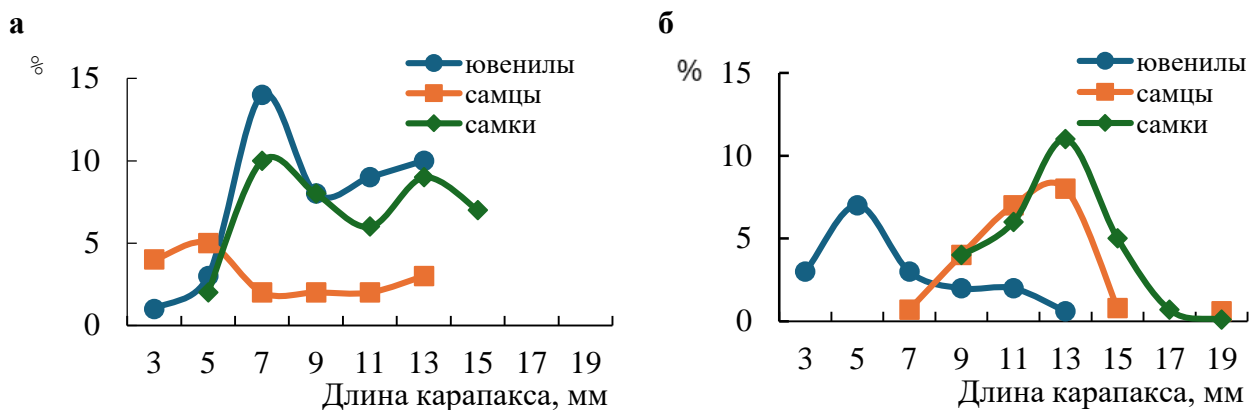 а
%
15
10
5
0
ювенилы
самцы
самки
3 5 7 9 11 13 15 17 19
Длина карапакса, мм
б
%
15
10
5
0
ювенилы
самцы
самки
3 5 7 9 11 13 15 17 19
Длина карапакса, мм